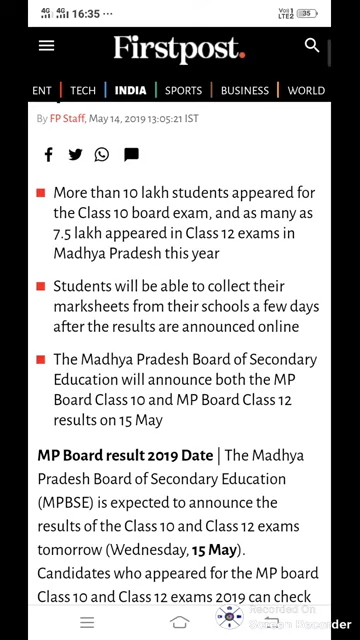 4G 4G 16:35 ...
Vo) 1 LTE2 35
Firstpost.
ENT | TECH | INDIA | SPORTS | BUSINESS | WORLD
By FP Staff, May 14, 2019 13:05:21 IST
More than 10 lakh students appeared for
the Class 10 board exam, and as many as
7.5 lakh appeared in Class 12 exams in
Madhya Pradesh this year
Students will be able to collect their
marksheets from their schools a few days
after the results are announced online
The Madhya Pradesh Board of Secondary
Education will announce both the MP
Board Class 10 and MP Board Class 12
results on 15 May
MP Board result 2019 Date | The Madhya
Pradesh Board of Secondary Education
(MPBSE) is expected to announce the
results of the Class 10 and Class 12 exams
tomorrow (Wednesday, 15 May).
Candidates who appeared for the MP board
Class 10 and Class 12 exams 2019 can check
Recorded On
Screen Recorder